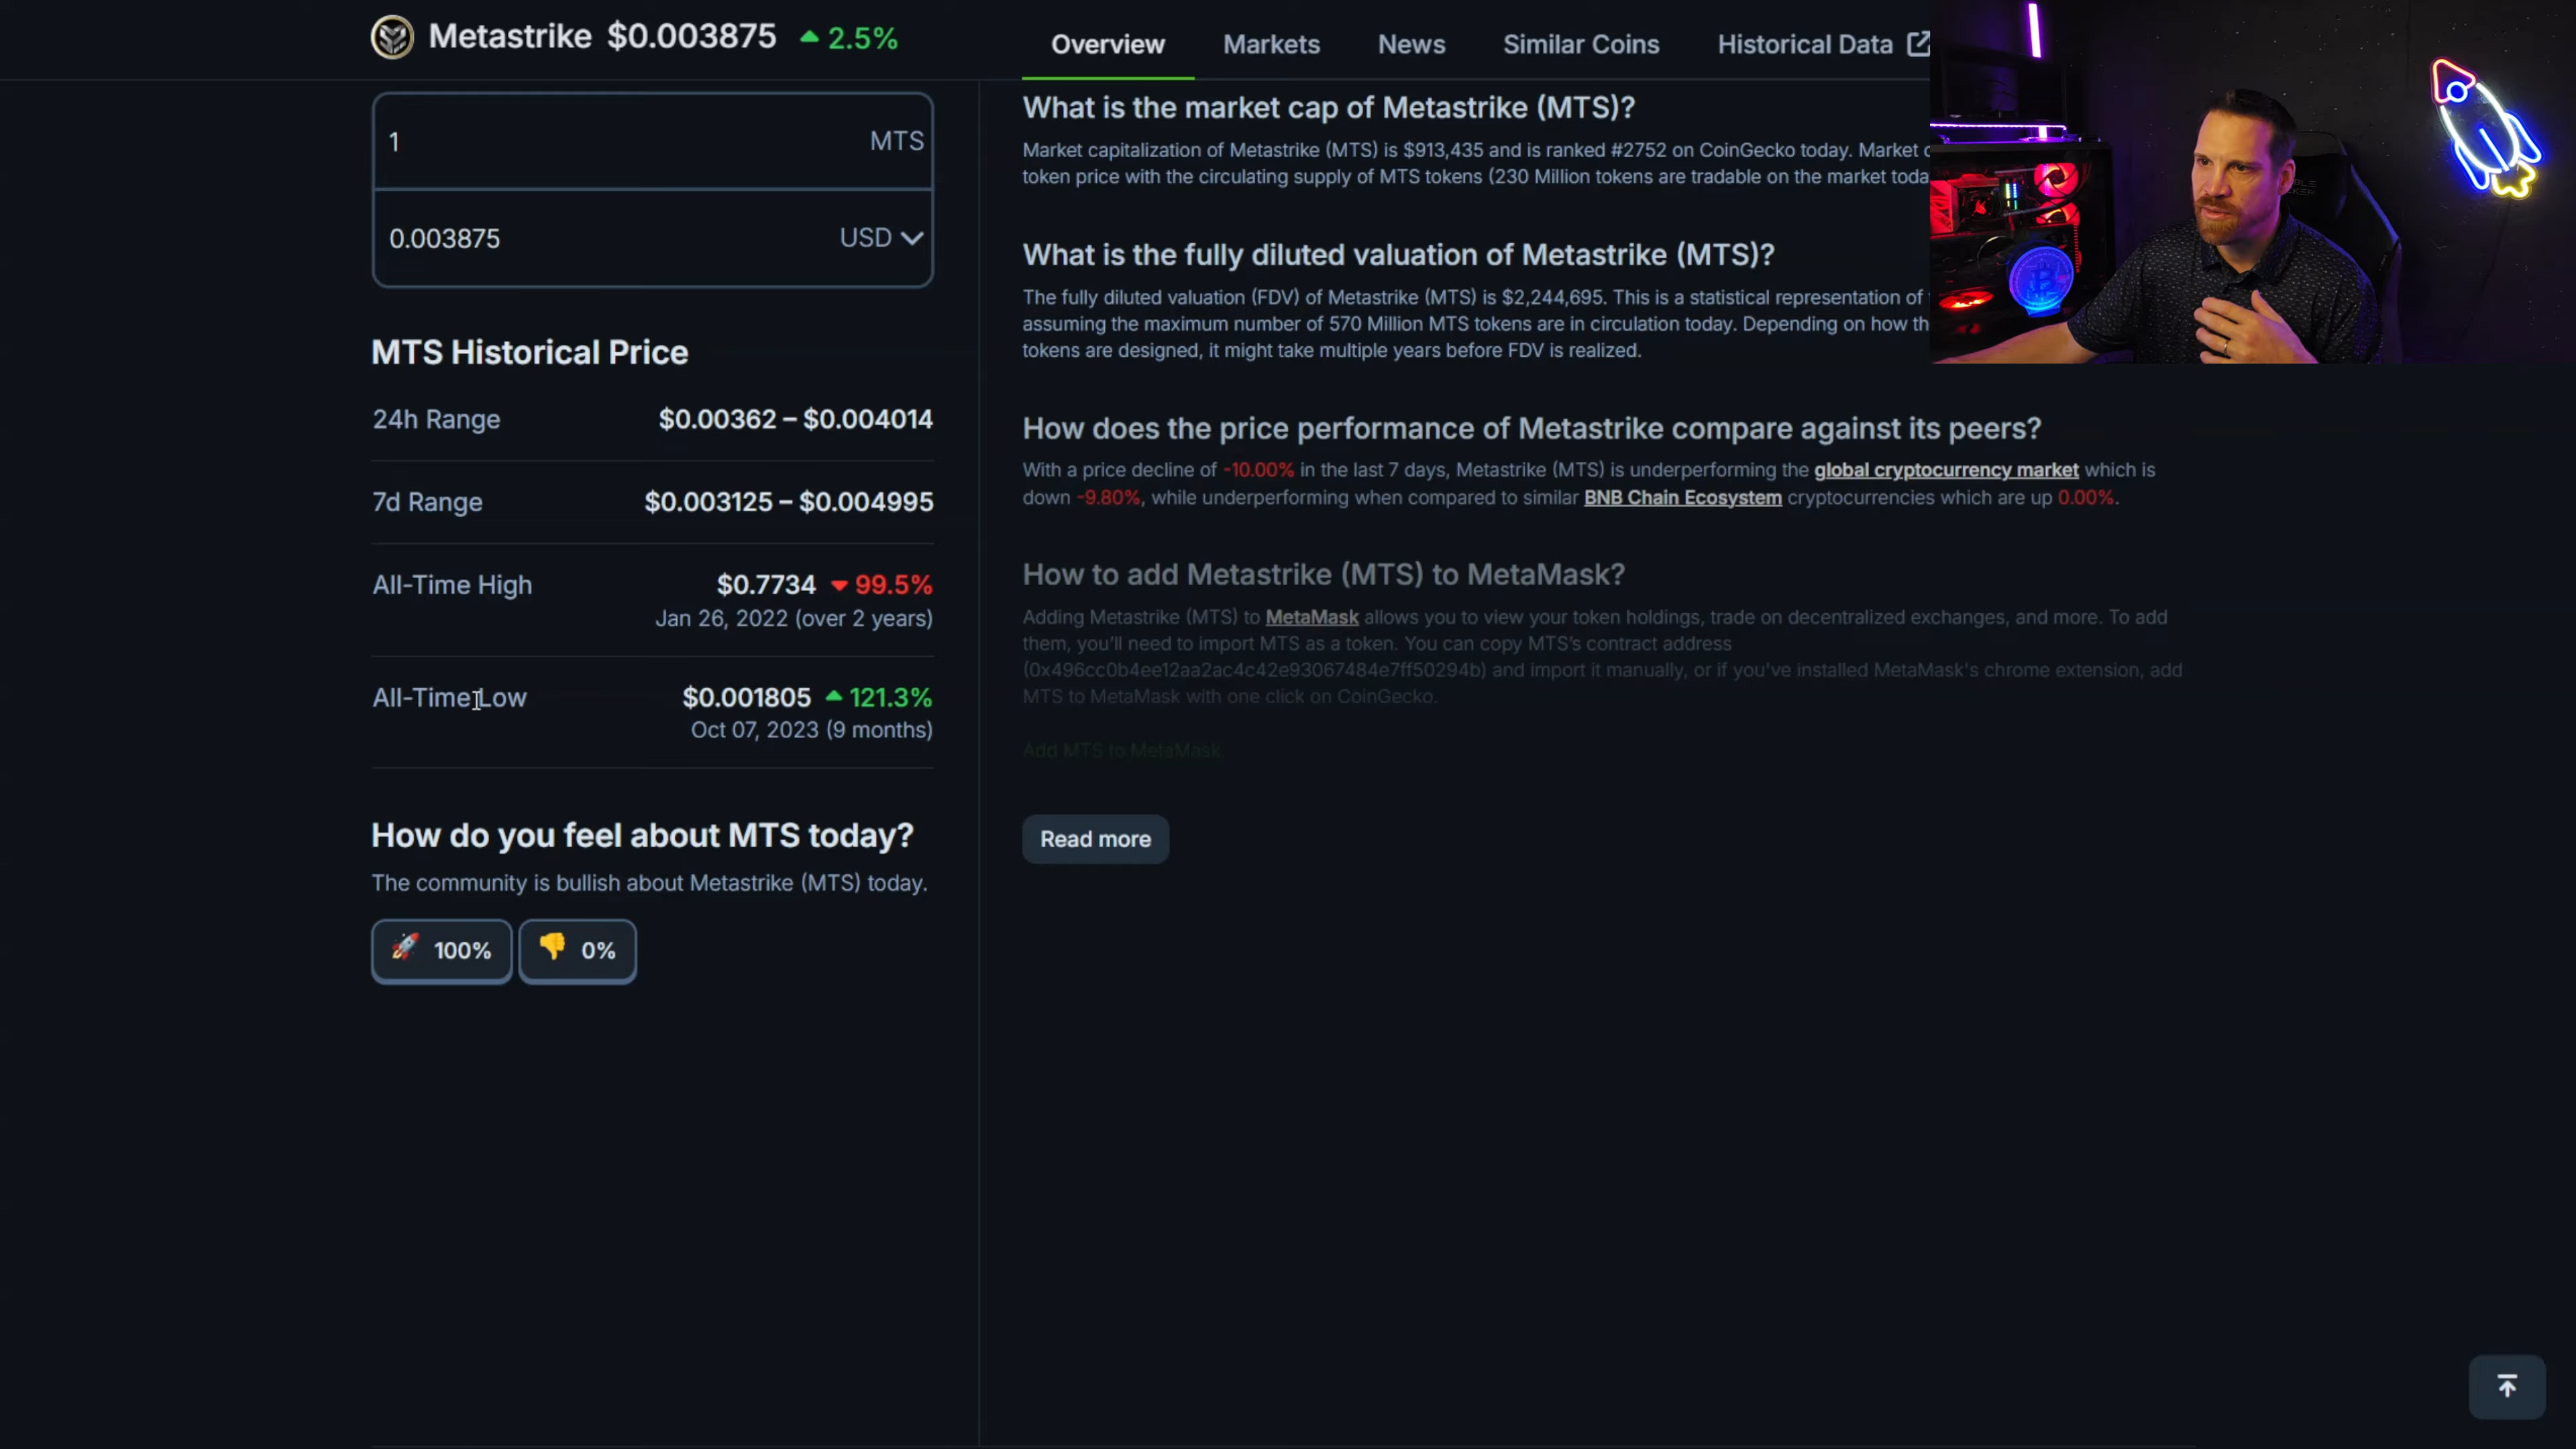 Metastrike $0.003875 2.5%
Overview Markets News Similar Coins Historical Data
1 MTS
0.003875 USD
MTS Historical Price
24h Range $0.00362 – $0.004014
7d Range $0.003125 – $0.004995
All-Time High $0.7734 99.5%
Jan 26, 2022 (over 2 years)
All-Time Low $0.001805 121.3%
Oct 07, 2023 (9 months)
How do you feel about MTS today?
The community is bullish about Metastrike (MTS) today.
100% 0%
What is the market cap of Metastrike (MTS)?
Market capitalization of Metastrike (MTS) is $913,435 and is ranked #2752 on CoinGecko today. Market
token price with the circulating supply of MTS tokens (230 Million tokens are tradable on the market
What is the fully diluted valuation of Metastrike (MTS)?
The fully diluted valuation (FDV) of Metastrike (MTS) is $2,244,695. This is a statistical representation of
assuming the maximum number of 570 Million MTS tokens are in circulation today. Depending on how
tokens are designed, it might take multiple years before FDV is realized.
How does the price performance of Metastrike compare against its peers?
With a price decline of -10.00% in the last 7 days, Metastrike (MTS) is underperforming the global cryptocurrency market which is
down -9.80%, while underperforming when compared to similar BNB Chain Ecosystem cryptocurrencies which are up 0.00%.
How to add Metastrike (MTS) to MetaMask?
Adding Metastrike (MTS) to MetaMask allows you to view your token holdings, trade on decentralized exchanges, and more. To add
them, you'll need to import MTS as a token. You can copy MTS's contract address
(0x496cc0b4ee12aa2ac4c42e93067484e7ff50294b) and import it manually, or if you've installed MetaMask's chrome extension, add
MTS to MetaMask with one click on CoinGecko.
Add MTS to MetaMask
Read more